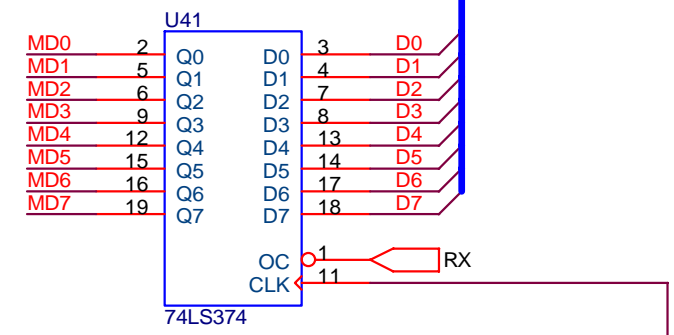 U41
MD0 2 Q0 D0 3 D0
MD1 5 Q1 D1 4 D1
MD2 6 Q2 D2 7 D2
MD3 9 Q3 D3 8 D3
MD4 12 Q4 D4 13 D4
MD5 15 Q5 D5 14 D5
MD6 16 Q6 D6 17 D6
MD7 19 Q7 D7 18 D7
OC 1 RX
CLK 11
74LS374